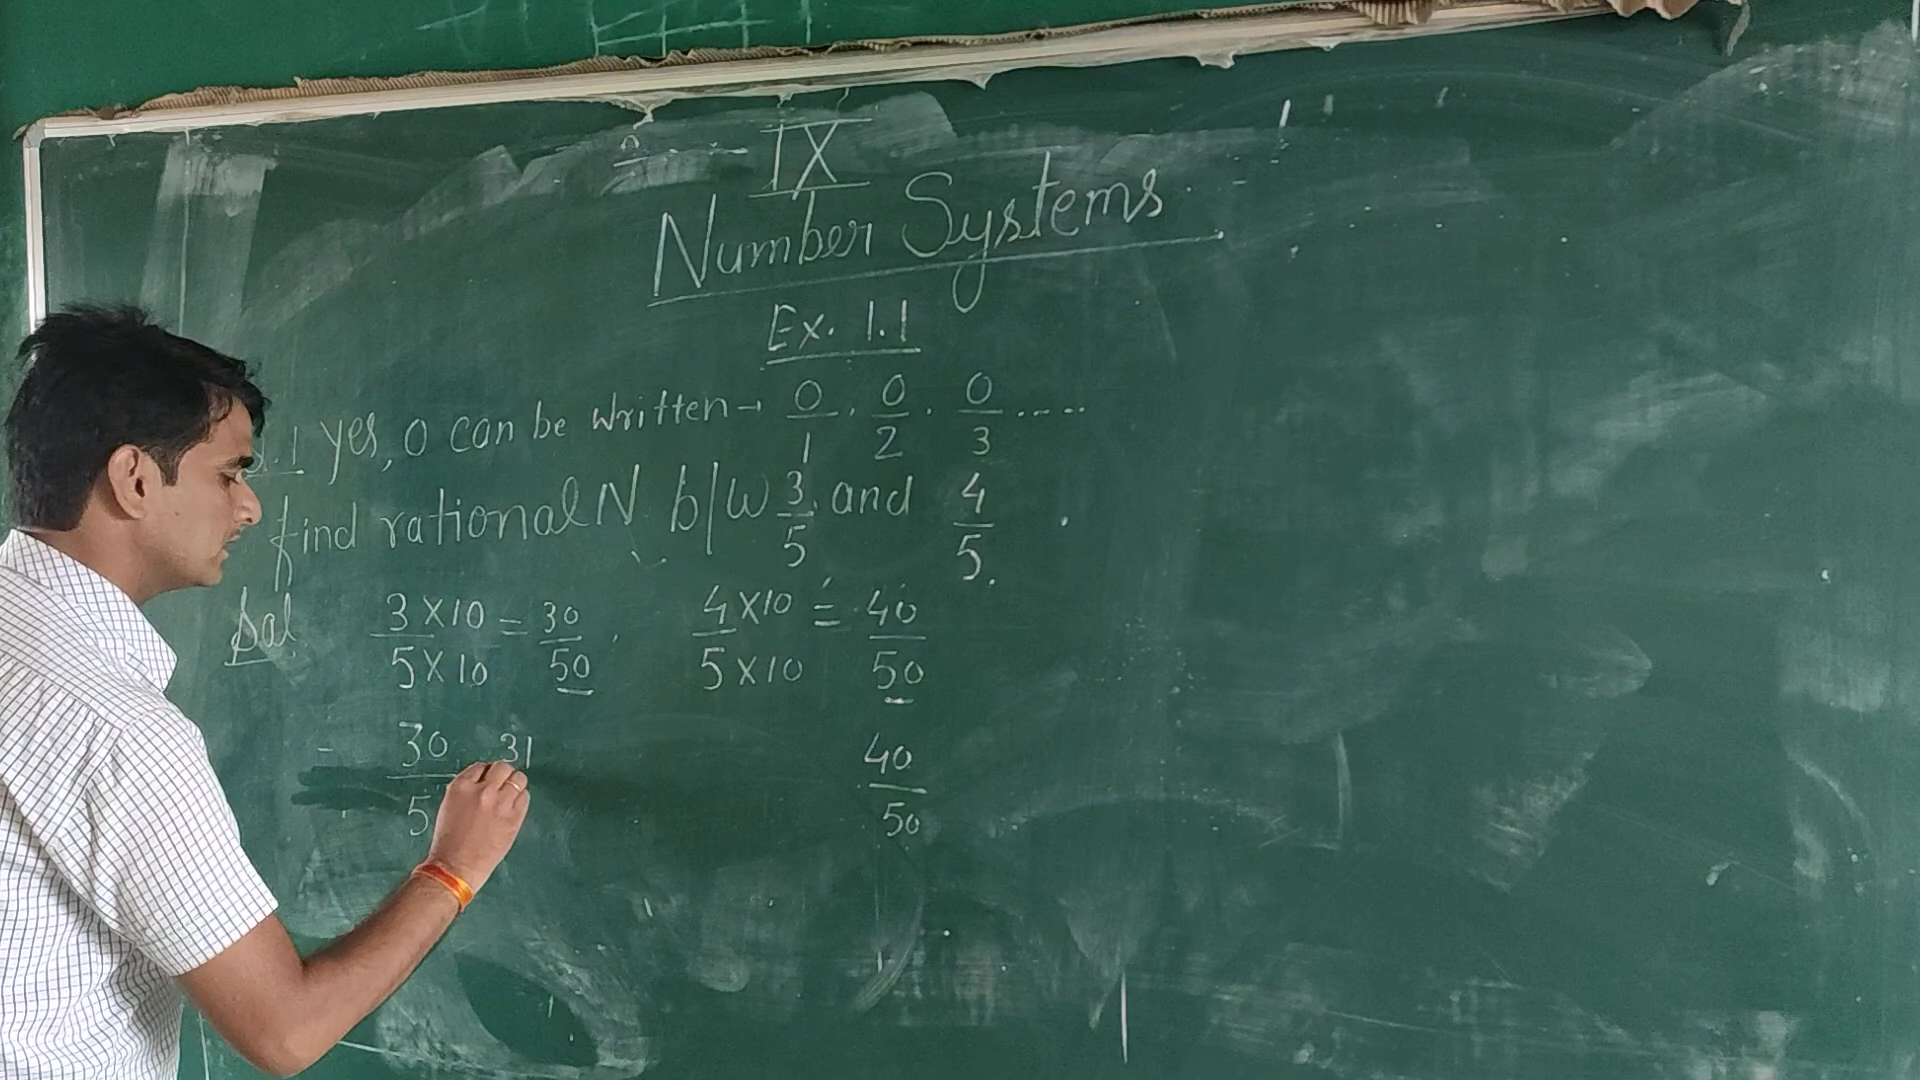 IX
Number Systems
Ex. 1.1
.1 yes, 0 can be written → 0/1, 0/2, 0/3 .....
find rational N b/w 3/5 and 4/5.
Sol 3×10/5×10 = 30/50, 4×10/5×10 = 40/50
30/5 31 40/50